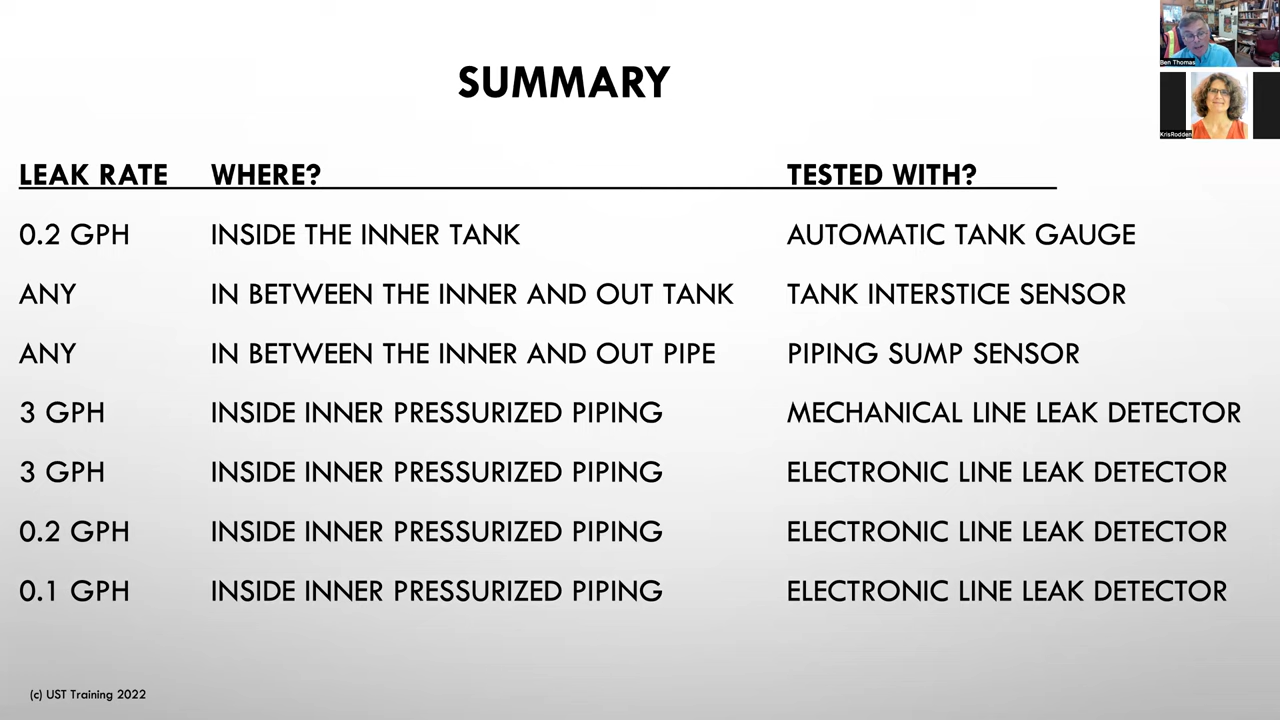 SUMMARY
Ben Thomas
KrisRodden
LEAK RATE WHERE? TESTED WITH?
0.2 GPH INSIDE THE INNER TANK AUTOMATIC TANK GAUGE
ANY IN BETWEEN THE INNER AND OUT TANK TANK INTERSTICE SENSOR
ANY IN BETWEEN THE INNER AND OUT PIPE PIPING SUMP SENSOR
3 GPH INSIDE INNER PRESSURIZED PIPING MECHANICAL LINE LEAK DETECTOR
3 GPH INSIDE INNER PRESSURIZED PIPING ELECTRONIC LINE LEAK DETECTOR
0.2 GPH INSIDE INNER PRESSURIZED PIPING ELECTRONIC LINE LEAK DETECTOR
0.1 GPH INSIDE INNER PRESSURIZED PIPING ELECTRONIC LINE LEAK DETECTOR
(c) UST Training 2022